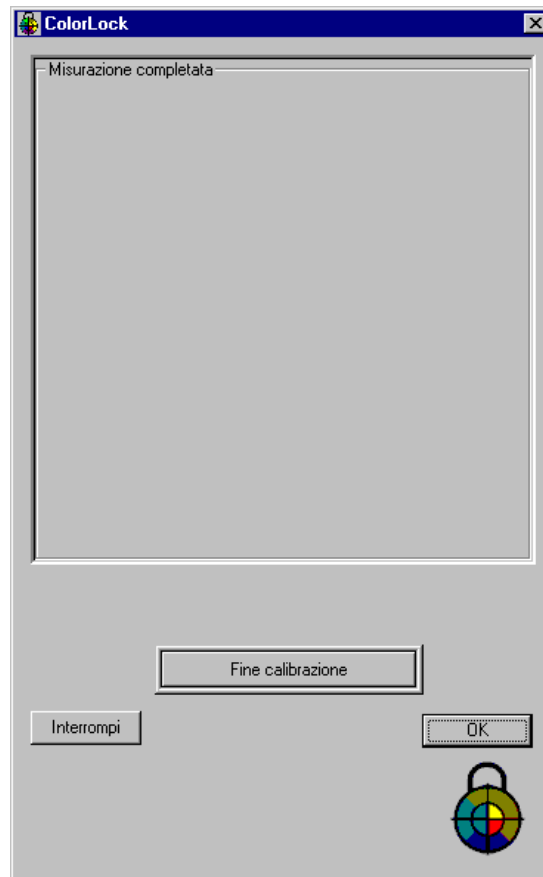 ColorLock
Misurazione completata
Fine calibrazione
Interrompi
OK